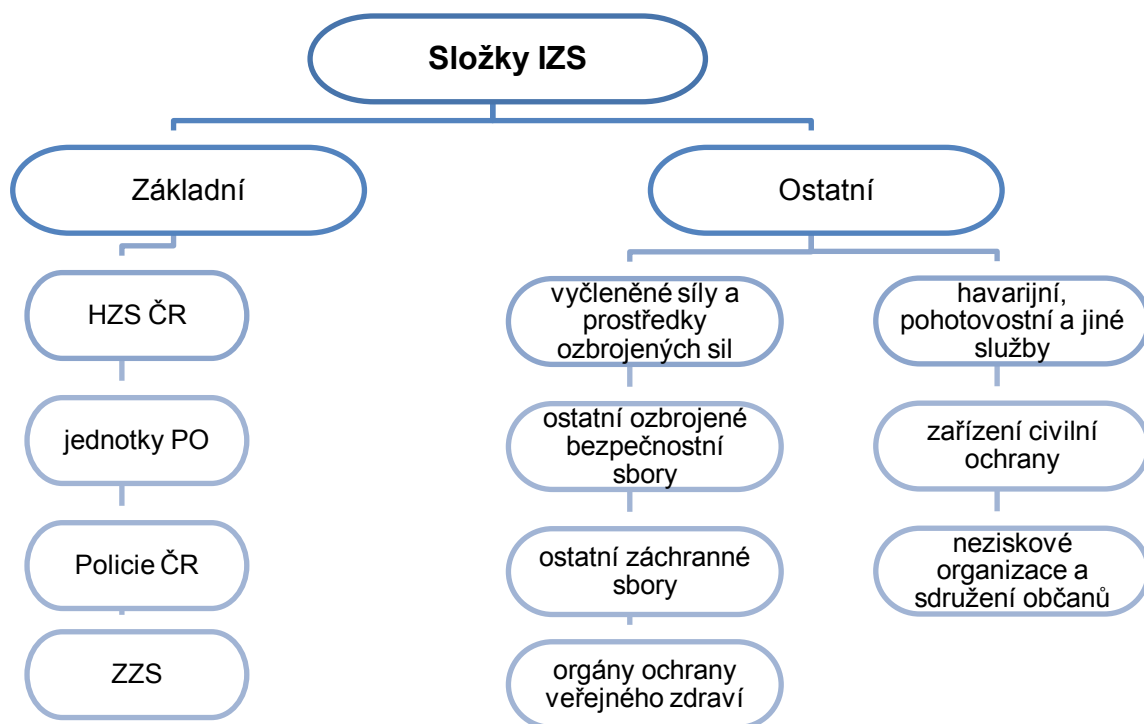 Složky IZS
Základní
Ostatní
HZS ČR
jednotky PO
Policie ČR
ZZS
vyčleněné síly a
prostředky
ozbrojených sil
ostatní ozbrojené
bezpečnostní
sbory
ostatní záchranné
sbory
orgány ochrany
veřejného zdraví
havarijní,
pohotovostní a jiné
služby
zařízení civilní
ochrany
neziskové
organizace a
sdružení občanů